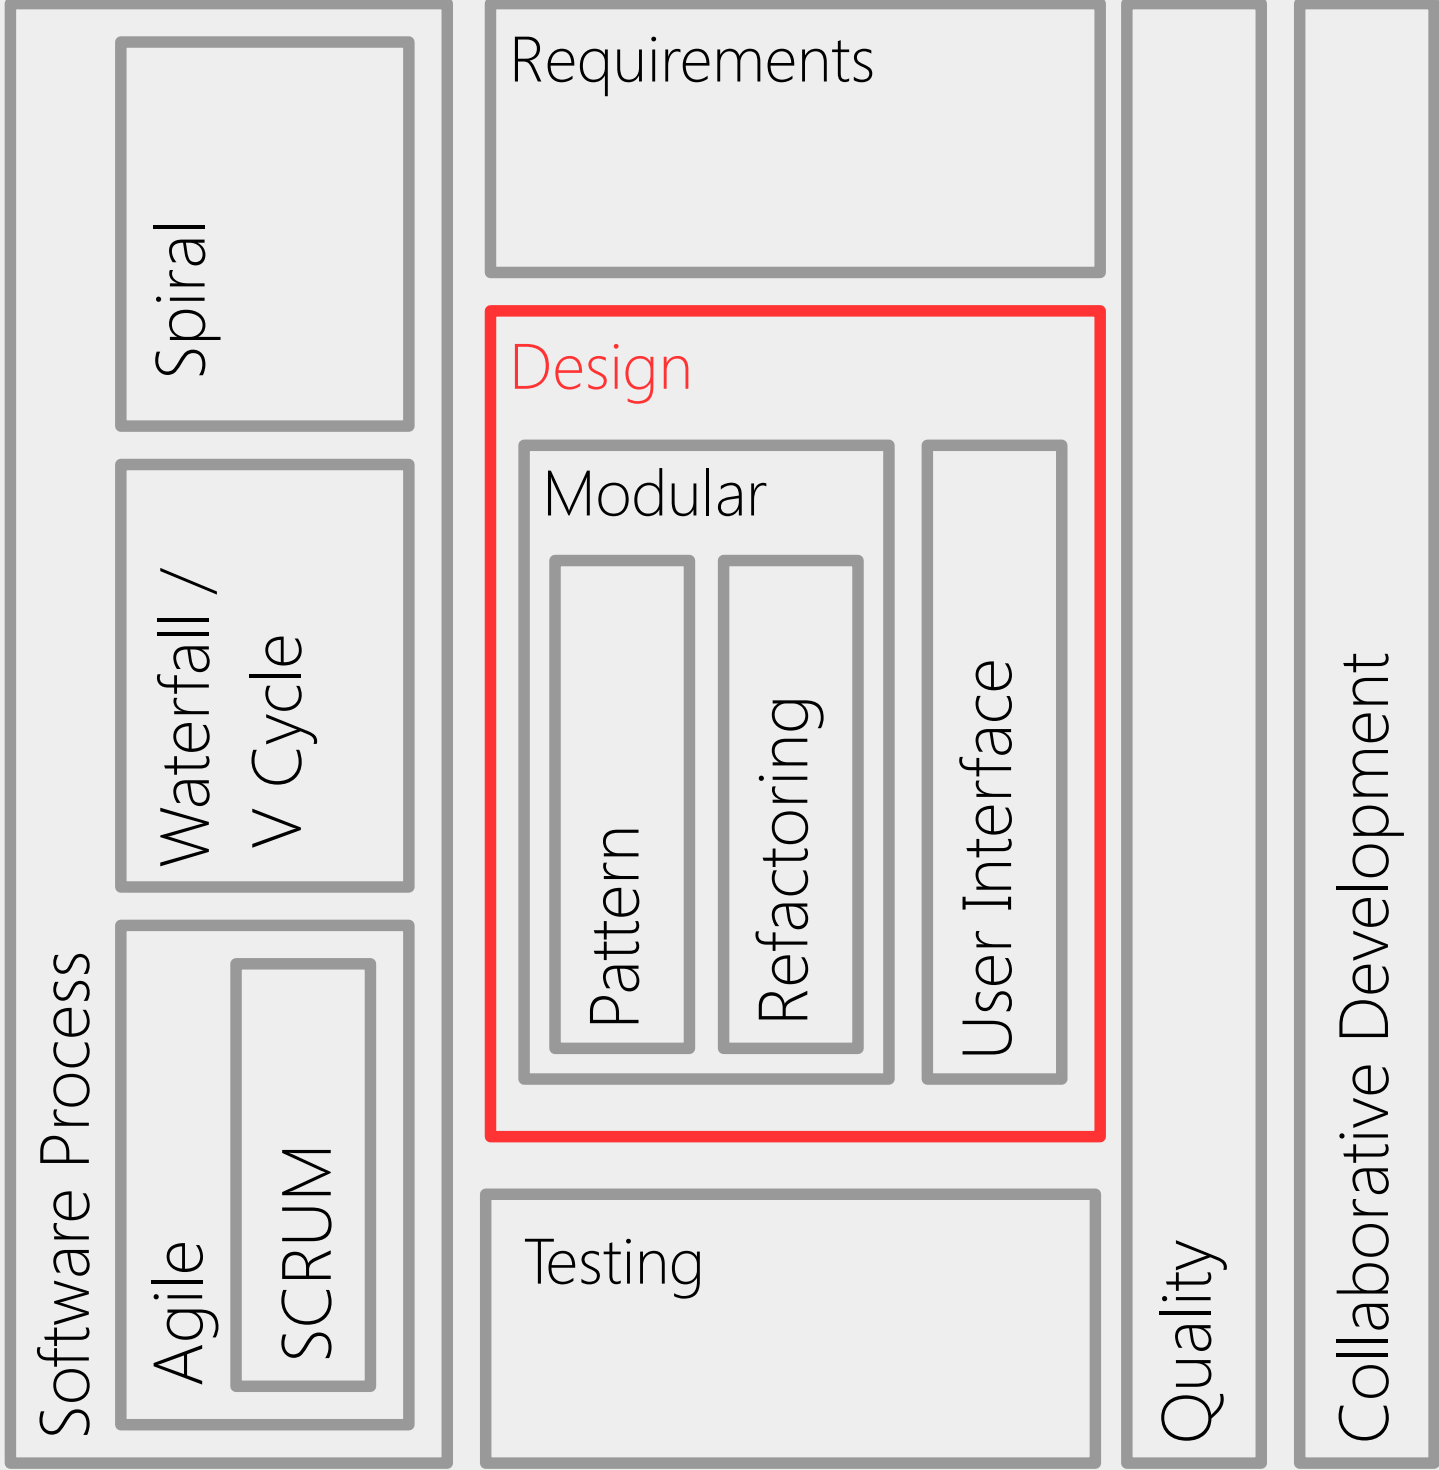 Software Process
Spiral
Waterfall /
V Cycle
Agile
SCRUM
Requirements
Design
Modular
Pattern
Refactoring
User Interface
Testing
Quality
Collaborative Development